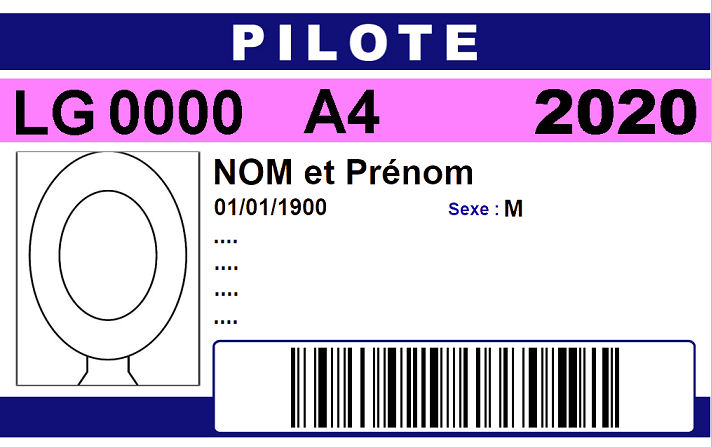 PILOTE
LG 0000 A4 2020
NOM et Prénom
01/01/1900 Sexe : M
....
....
....
....